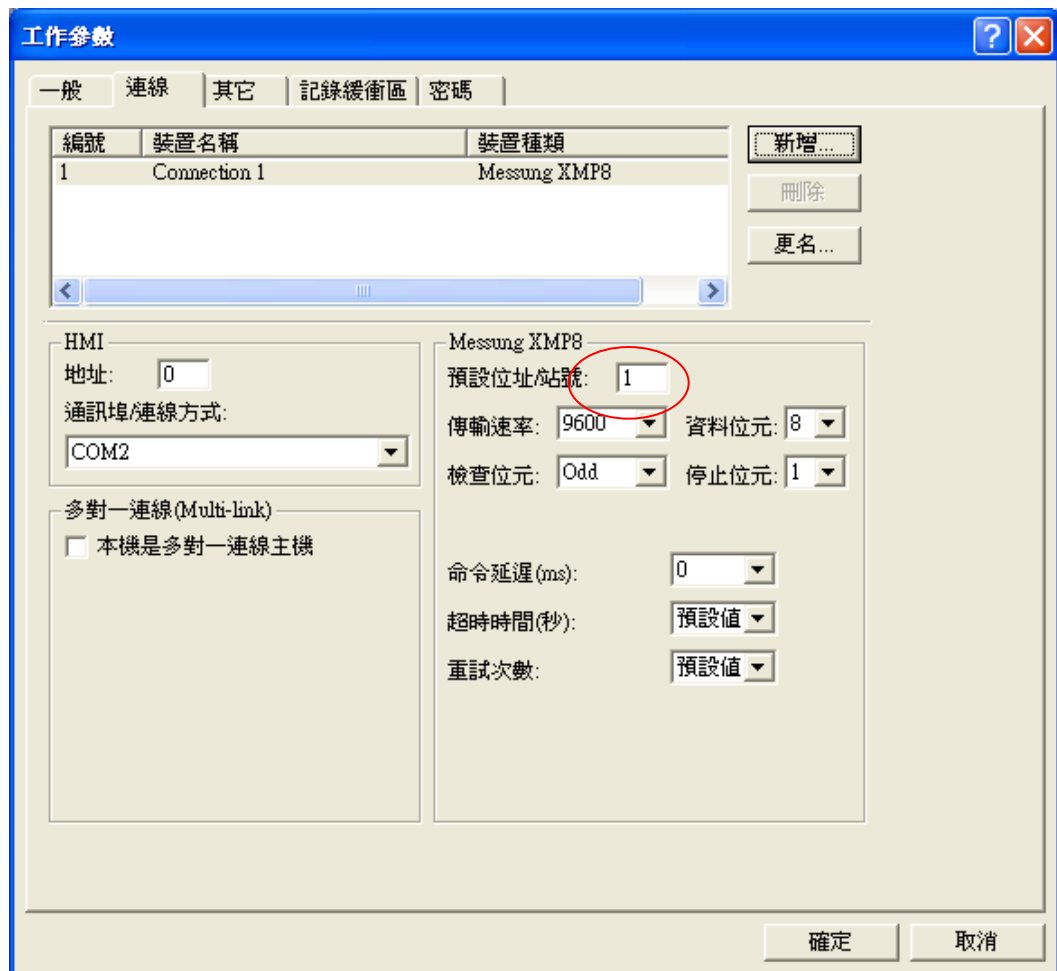 工作參數
一般 連線 其它 記錄緩衝區 密碼
編號 裝置名稱 裝置種類
1 Connection 1 Messung XMP8
新增...
刪除
更名...
HMI
地址: 0
通訊埠/連線方式:
COM2
多對一連線(Multi-link)
本機是多對一連線主機
Messung XMP8
預設位址/站號: 1
傳輸速率: 9600 資料位元: 8
檢查位元: Odd 停止位元: 1
命令延遲(ms): 0
超時時間(秒): 預設值
重試次數: 預設值
確定 取消